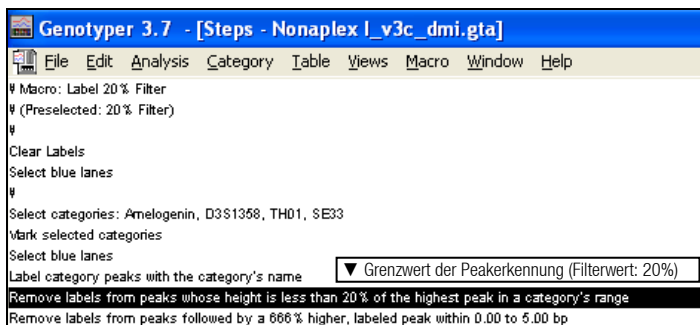 Genotyper 3.7 - [Steps - Nonaplex I_v3c_dmi.gta]
File Edit Analysis Category Table Views Macro Window Help
# Macro: Label 20% Filter
# (Preselected: 20% Filter)
#
Clear Labels
Select blue lanes
#
Select categories: Amelogenin, D3S1358, TH01, SE33
Mark selected categories
Select blue lanes
Label category peaks with the category's name
▼ Grenzwert der Peakerkennung (Filterwert: 20%)
Remove labels from peaks whose height is less than 20% of the highest peak in a category's range
Remove labels from peaks followed by a 666% higher, labeled peak within 0.00 to 5.00 bp